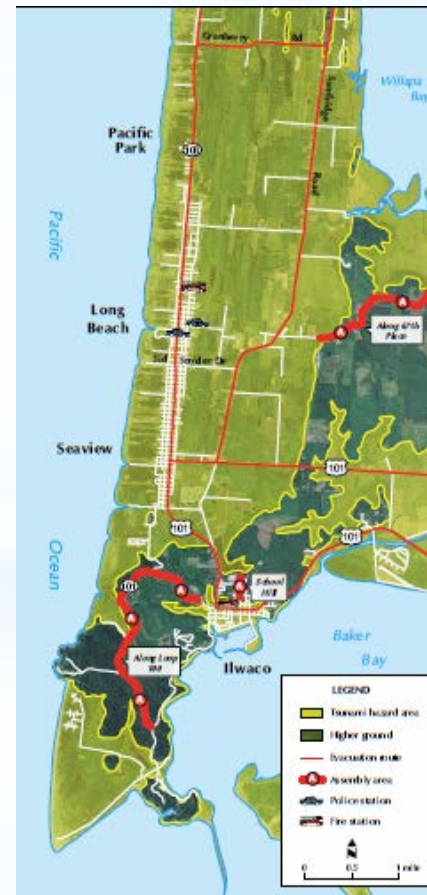 Cranberry Rd
Sandridge
Road
Willapa
Bay
Pacific
Park
103
Pacific
Along 67th
Place
A
A
Long
Beach
Seaview
101
101
101
Ocean
101
A
A
A
A
School
Hill
Along Loop
Ilwaco
Baker
Bay
LEGEND
Tsunami hazard area
Higher ground
Evacuation route
A Assembly area
Police station
Fire station
N
0 0.5 1 mile